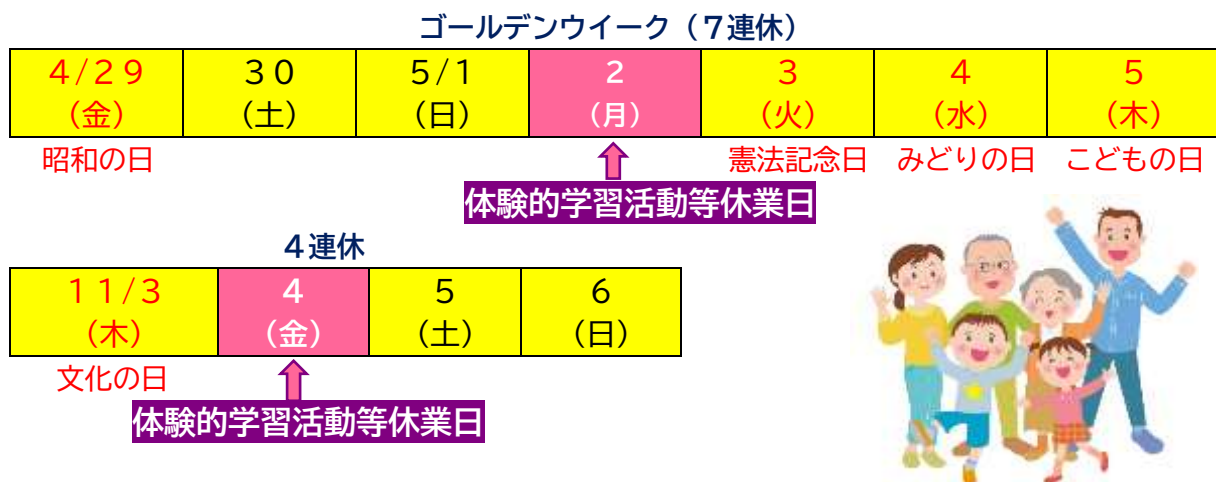 ゴールデンウイーク（７連休）
４/２９ ３０ ５/１ ２ ３ ４ ５
（金） （土） （日） （月） （火） （水） （木）
昭和の日 憲法記念日 みどりの日 こどもの日
体験的学習活動等休業日
４連休
１１/３ ４ ５ ６
（木） （金） （土） （日）
文化の日
体験的学習活動等休業日